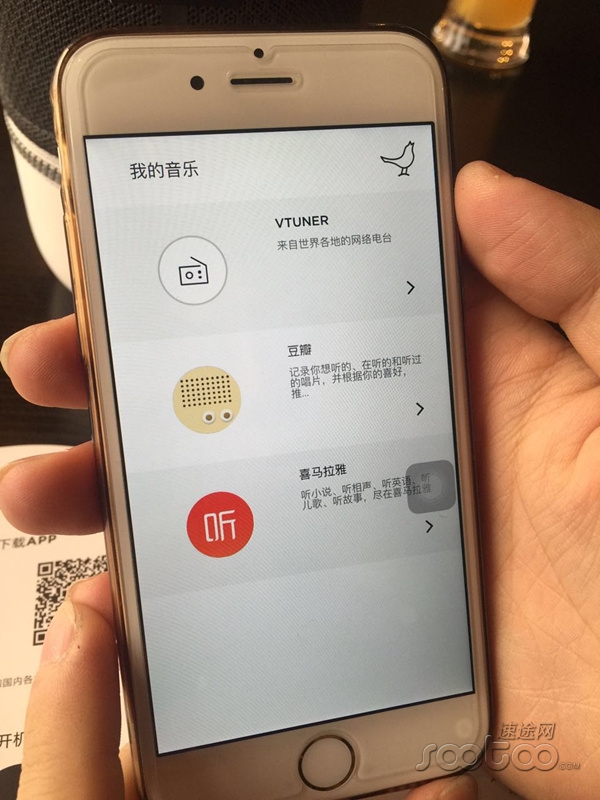 我的音乐
VTUNER
来自世界各地的网络电台
豆瓣
记录你想听的、在听的和听过
的唱片，并根据你的喜好，
推...
喜马拉雅
听小说、听相声、听英语、听
儿歌、听故事，尽在喜马拉雅
听
下载APP
国内各
开机
速途网
sootoo
.COM